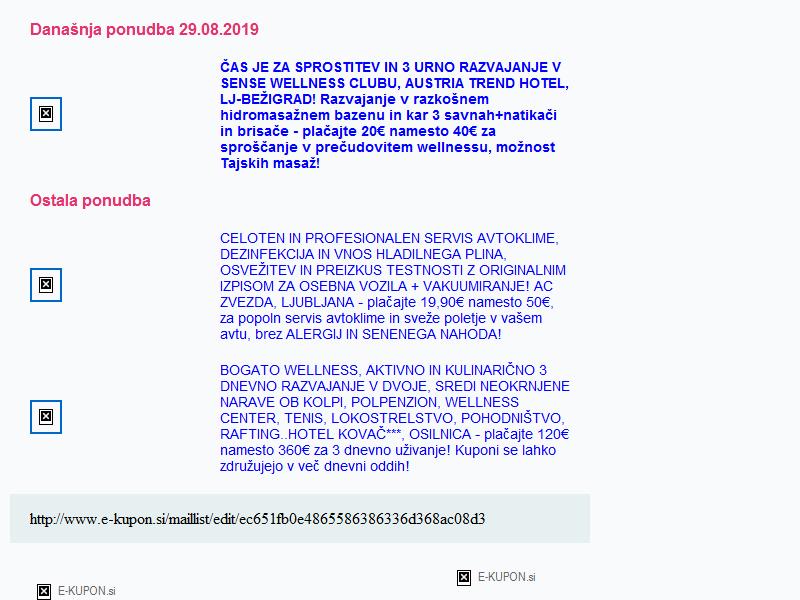 Današnja ponudba 29.08.2019
ČAS JE ZA SPROSTITEV IN 3 URNO RAZVAJANJE V
SENSE WELLNESS CLUBU, AUSTRIA TREND HOTEL,
LJ-BEŽIGRAD! Razvajanje v razkošnem
hidromasažnem bazenu in kar 3 savnah+natikači
in brisače - plačajte 20€ namesto 40€ za
sproščanje v prečudovitem wellnessu, možnost
Tajskih masaž!
Ostala ponudba
CELOTEN IN PROFESIONALEN SERVIS AVTOKLIME,
DEZINFEKCIJA IN VNOS HLADILNEGA PLINA,
OSVEŽITEV IN PREIZKUS TESTNOSTI Z ORIGINALNIM
IZPISOM ZA OSEBNA VOZILA + VAKUUMIRANJE! AC
ZVEZDA, LJUBLJANA - plačajte 19,90€ namesto 50€,
za popoln servis avtoklime in sveže poletje v vašem
avtu, brez ALERGIJ IN SENENEGA NAHODA!
BOGATO WELLNESS, AKTIVNO IN KULINARIČNO 3
DNEVNO RAZVAJANJE V DVOJE, SREDI NEOKRNJENE
NARAVE OB KOLPI, POLPENZION, WELLNESS
CENTER, TENIS, LOKOSTRELSTVO, POHODNIŠTVO,
RAFTING..HOTEL KOVAČ***, OSILNICA - plačajte 120€
namesto 360€ za 3 dnevno uživanje! Kuponi se lahko
združujejo v več dnevni oddih!
http://www.e-kupon.si/maillist/edit/ec651fb0e4865586386336d368ac08d3
E-KUPON.si
E-KUPON.si